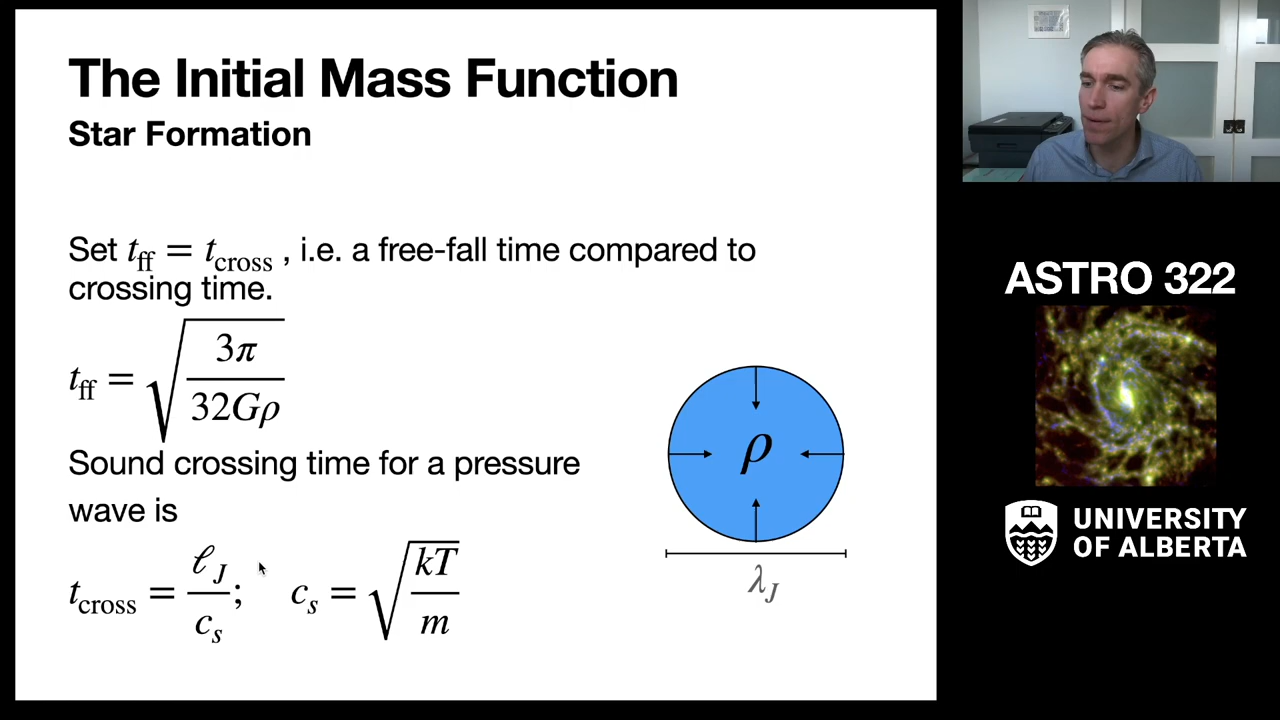 The Initial Mass Function
Star Formation
Set t_ff = t_cross , i.e. a free-fall time compared to
crossing time.
t_ff = √(3π / 32Gρ)
Sound crossing time for a pressure
wave is
t_cross = ℓ_J / c_s ; c_s = √(kT / m)
ρ
λ_J
ASTRO 322
UNIVERSITY
OF ALBERTA